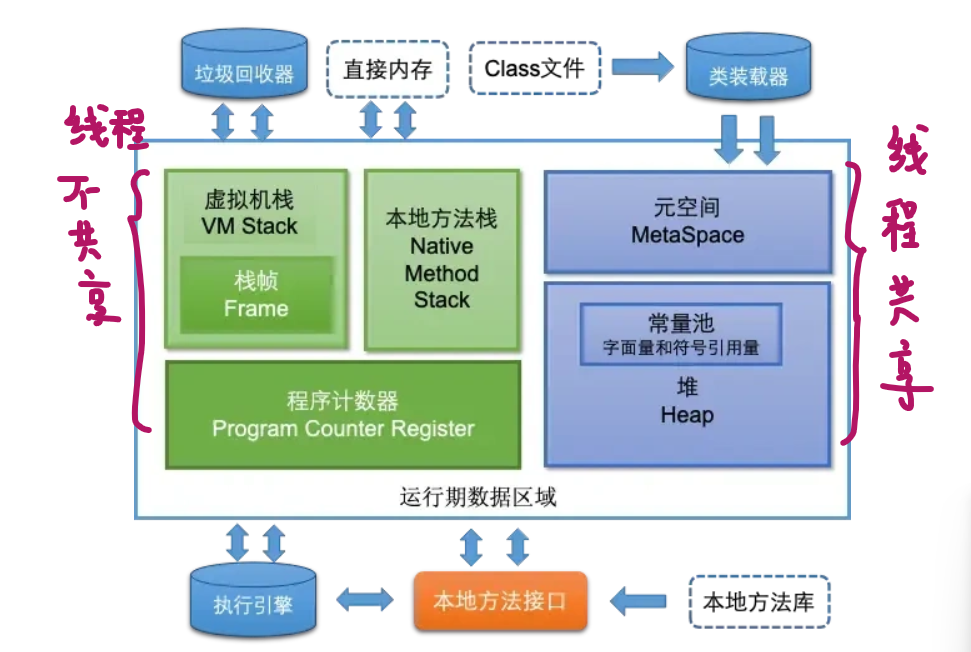 垃圾回收器
直接内存
Class文件
类装载器
线程
不共享
线程共享
虚拟机栈
VM Stack
栈帧
Frame
本地方法栈
Native
Method
Stack
元空间
MetaSpace
常量池
字面量和符号引用量
堆
Heap
程序计数器
Program Counter Register
运行期数据区域
执行引擎
本地方法接口
本地方法库